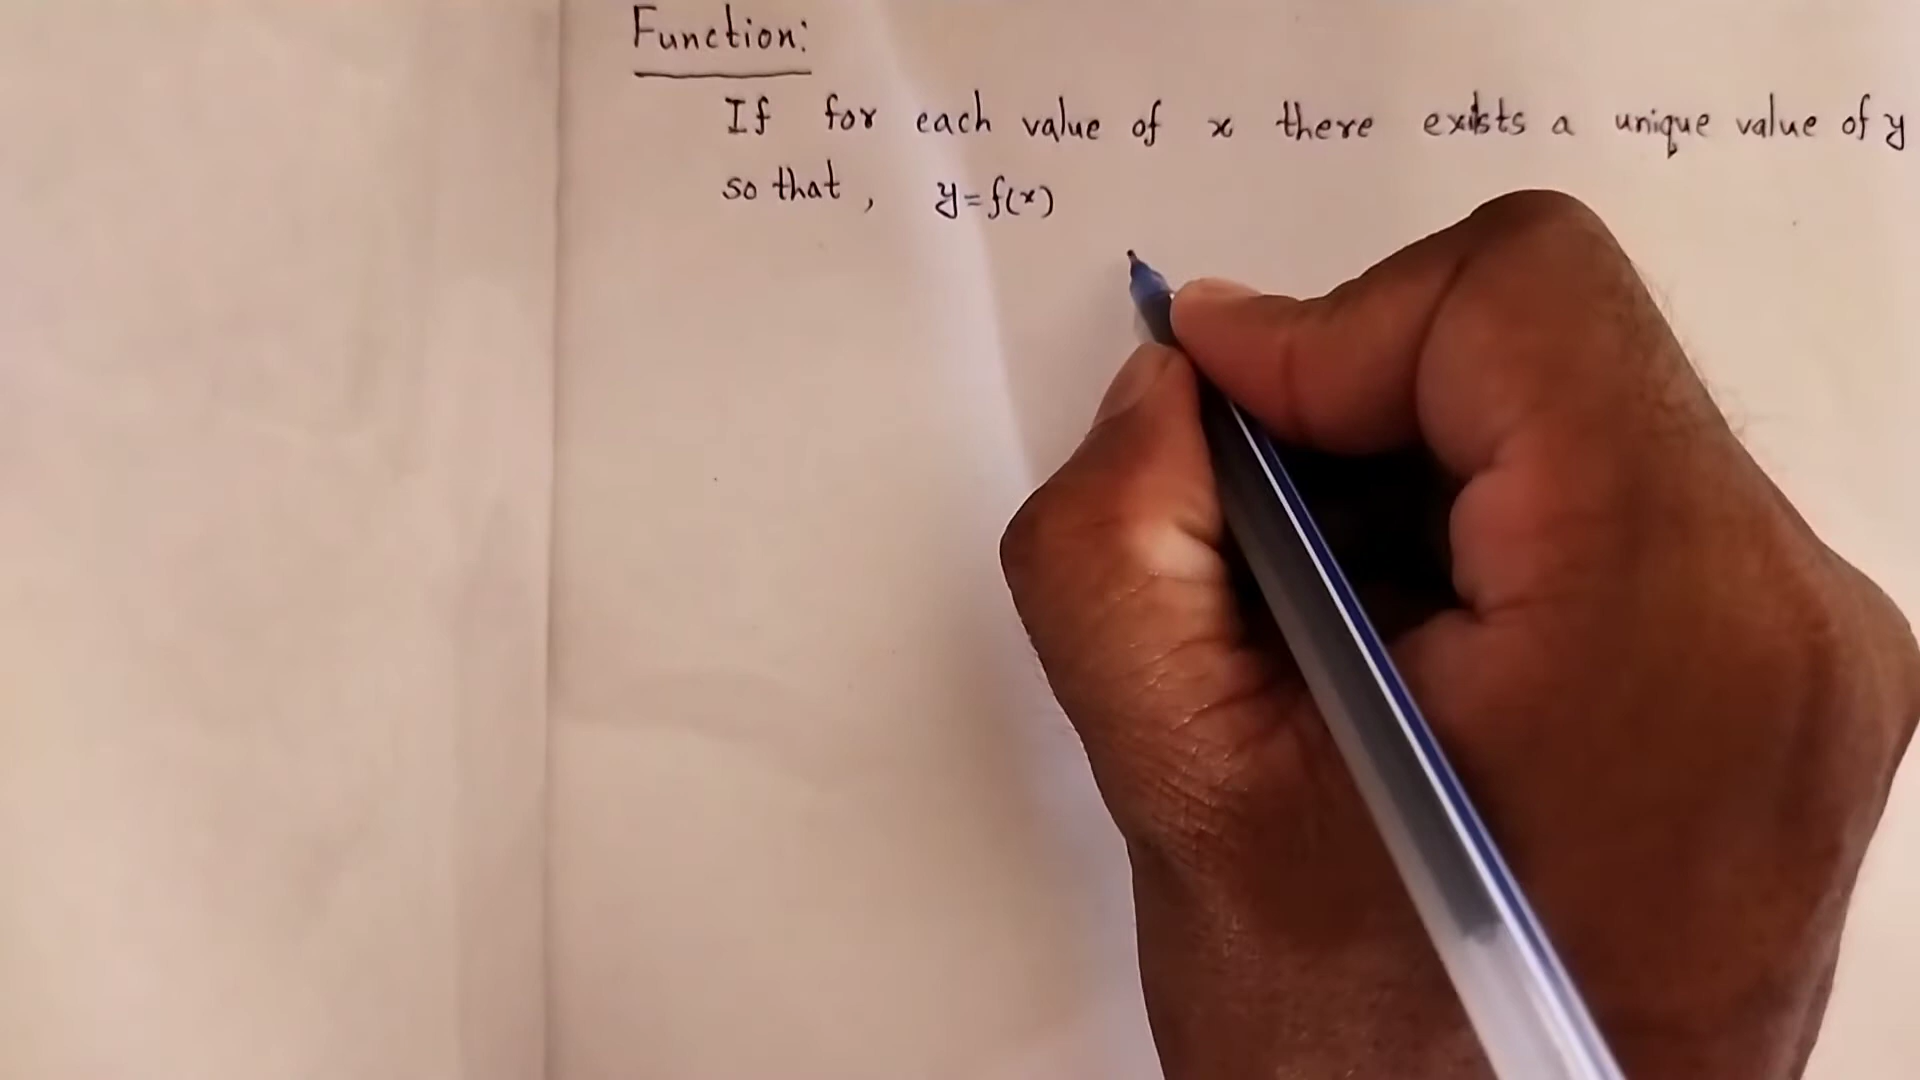 Function:
If for each value of x there exists a unique value of y
so that, y=f(x)